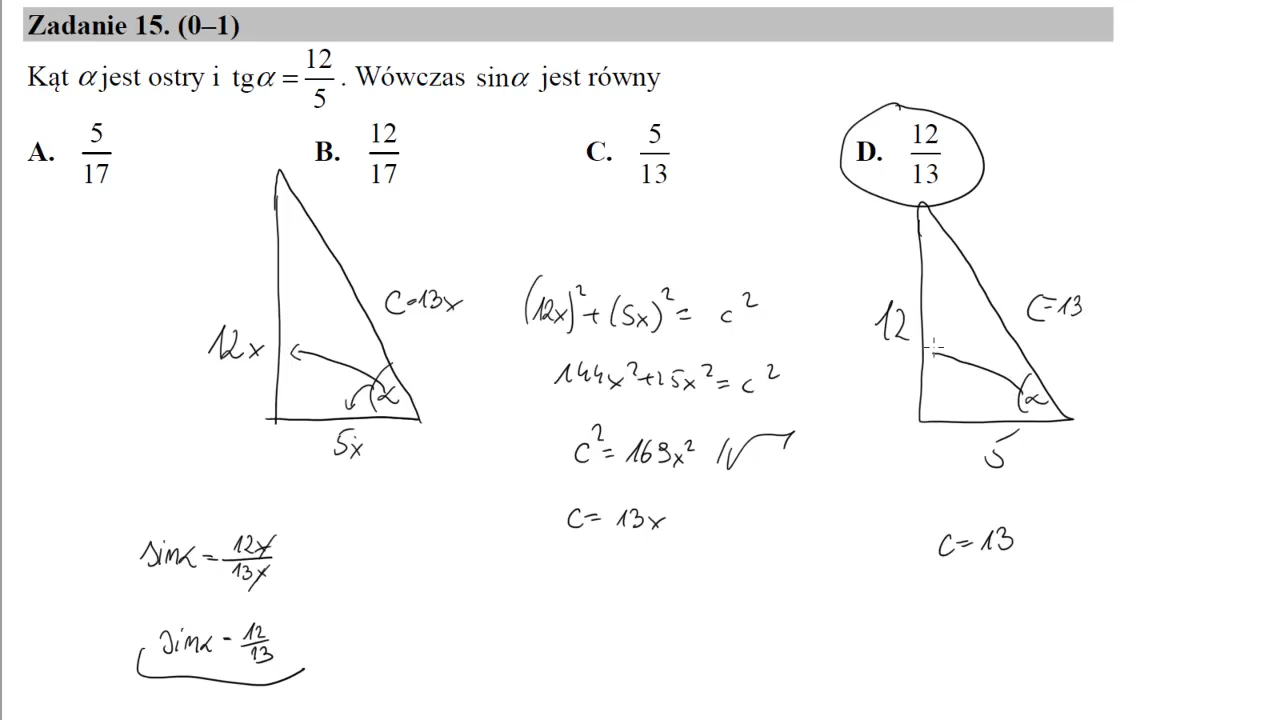 Zadanie 15. (0–1)
Kąt α jest ostry i tgα = 12/5. Wówczas sinα jest równy
A. 5/17 B. 12/17 C. 5/13 D. 12/13
12x
C=13x
α
5x
(12x)² + (5x)² = c²
144x² + 25x² = c²
c² = 169x² /√
c = 13x
12
C=13
α
5
c = 13
sinα = 12x/13x
sinα = 12/13